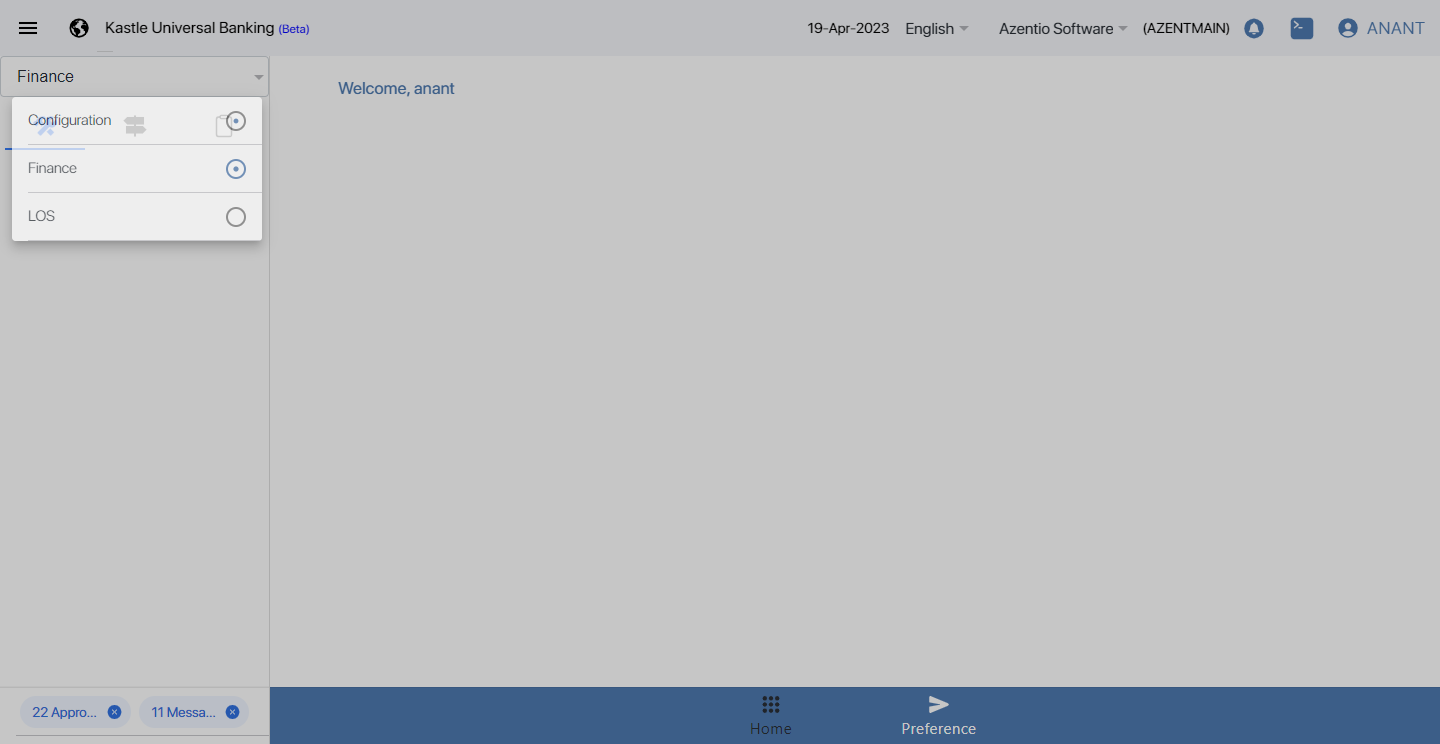 Kastle Universal Banking (Beta)
19-Apr-2023 English Azentio Software (AZENTMAIN) ANANT
Finance
Welcome, anant
Configuration
Finance
LOS
22 Appro... 11 Messa...
Home Preference